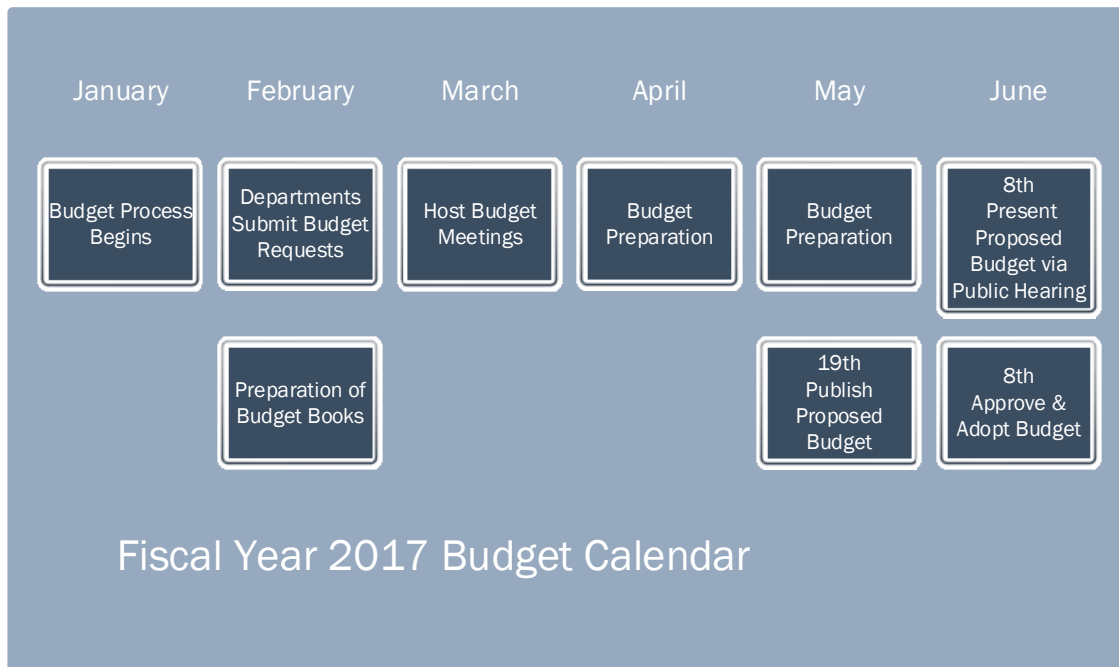 January
February
March
April
May
June
Budget Process
Begins
Departments
Submit Budget
Requests
Host Budget
Meetings
Budget
Preparation
Budget
Preparation
8th
Present
Proposed
Budget via
Public Hearing
Preparation of
Budget Books
19th
Publish
Proposed
Budget
8th
Approve &
Adopt Budget
Fiscal Year 2017 Budget Calendar